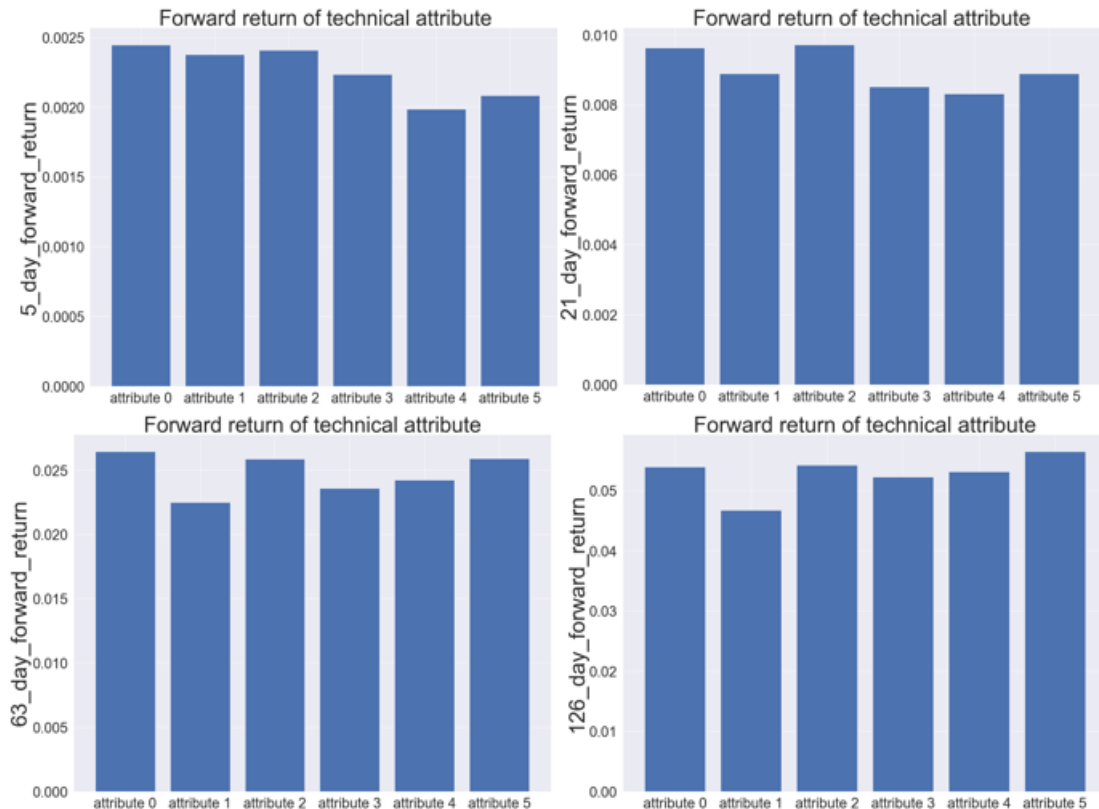 Forward return of technical attribute
5_day_forward_return
0.0025
0.0020
0.0015
0.0010
0.0005
0.0000
attribute 0 attribute 1 attribute 2 attribute 3 attribute 4 attribute 5
Forward return of technical attribute
21_day_forward_return
0.010
0.008
0.006
0.004
0.002
0.000
attribute 0 attribute 1 attribute 2 attribute 3 attribute 4 attribute 5
Forward return of technical attribute
63_day_forward_return
0.025
0.020
0.015
0.010
0.005
0.000
attribute 0 attribute 1 attribute 2 attribute 3 attribute 4 attribute 5
Forward return of technical attribute
126_day_forward_return
0.05
0.04
0.03
0.02
0.01
0.00
attribute 0 attribute 1 attribute 2 attribute 3 attribute 4 attribute 5